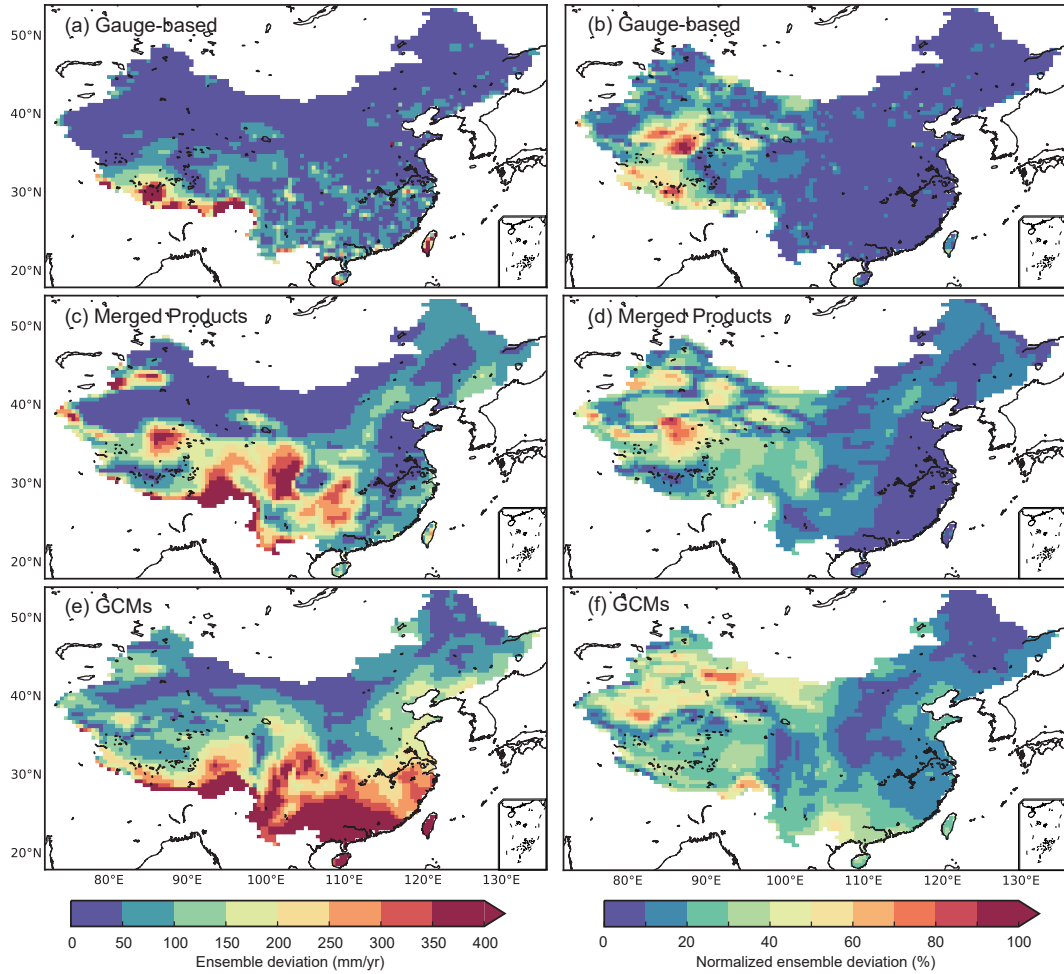 (a) Gauge-based
(b) Gauge-based
50°N
40°N
30°N
20°N
(c) Merged Products
(d) Merged Products
50°N
40°N
30°N
20°N
(e) GCMs
(f) GCMs
50°N
40°N
30°N
20°N
80°E 90°E 100°E 110°E 120°E 130°E
80°E 90°E 100°E 110°E 120°E 130°E
0 50 100 150 200 250 300 350 400
Ensemble deviation (mm/yr)
0 20 40 60 80 100
Normalized ensemble deviation (%)